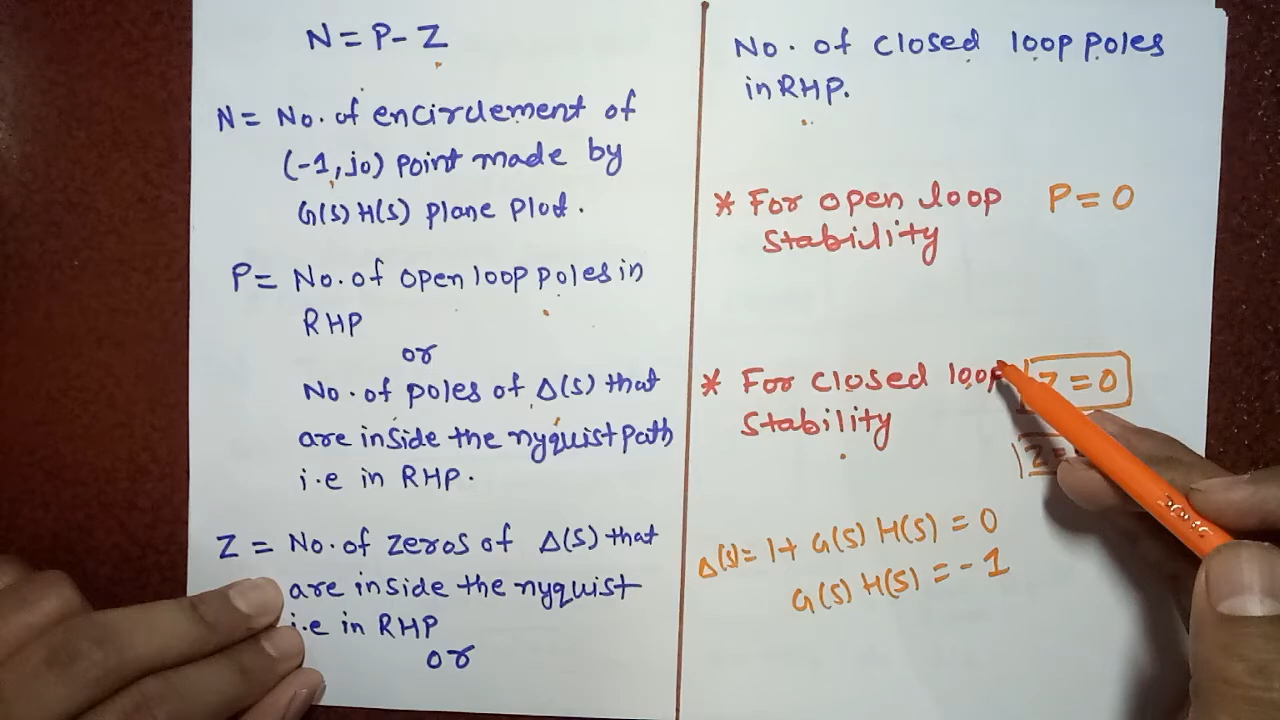 N = P - Z
N = No. of encirclement of
(-1, j0) point made by
G(s) H(s) plane plot.
P = No. of open loop poles in
RHP
or
No. of poles of Δ(s) that
are inside the nyquist path
i.e in RHP.
Z = No. of zeros of Δ(s) that
are inside the nyquist
i.e in RHP
or
No. of closed loop poles
in RHP.
* For open loop P = 0
stability
* For closed loop Z = 0
stability
Z =
Δ(s) = 1 + G(s) H(s) = 0
G(s) H(s) = - 1